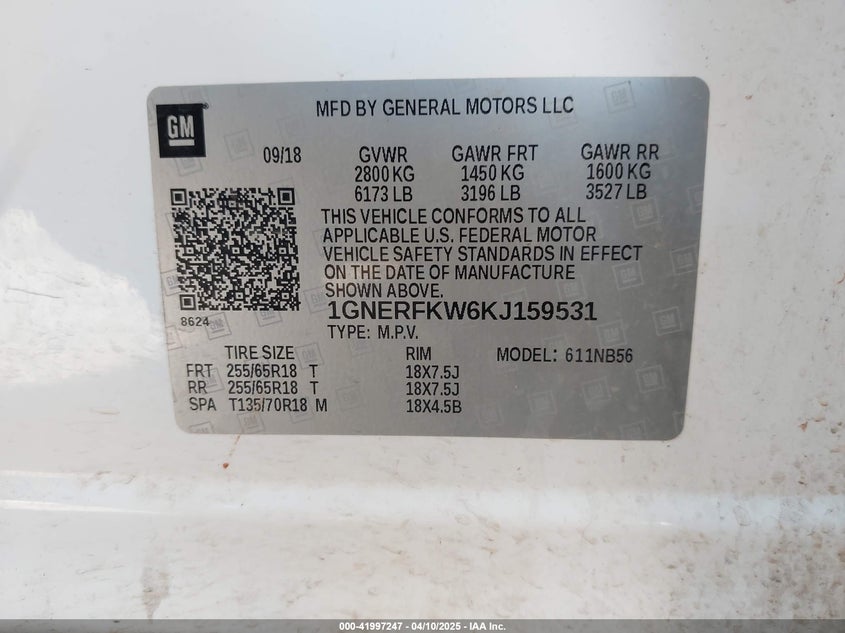 GM
MFD BY GENERAL MOTORS LLC
09/18 GVWR GAWR FRT GAWR RR
2800 KG 1450 KG 1600 KG
6173 LB 3196 LB 3527 LB
THIS VEHICLE CONFORMS TO ALL
APPLICABLE U.S. FEDERAL MOTOR
VEHICLE SAFETY STANDARDS IN EFFECT
ON THE DATE OF MANUFACTURE
SHOWN ABOVE.
8624
1GNERFKW6KJ159531
TYPE: M.P.V.
TIRE SIZE RIM MODEL: 611NB56
FRT 255/65R18 T 18X7.5J
RR 255/65R18 T 18X7.5J
SPA T135/70R18 M 18X4.5B
000-41997247 - 04/10/2025 - IAA Inc.